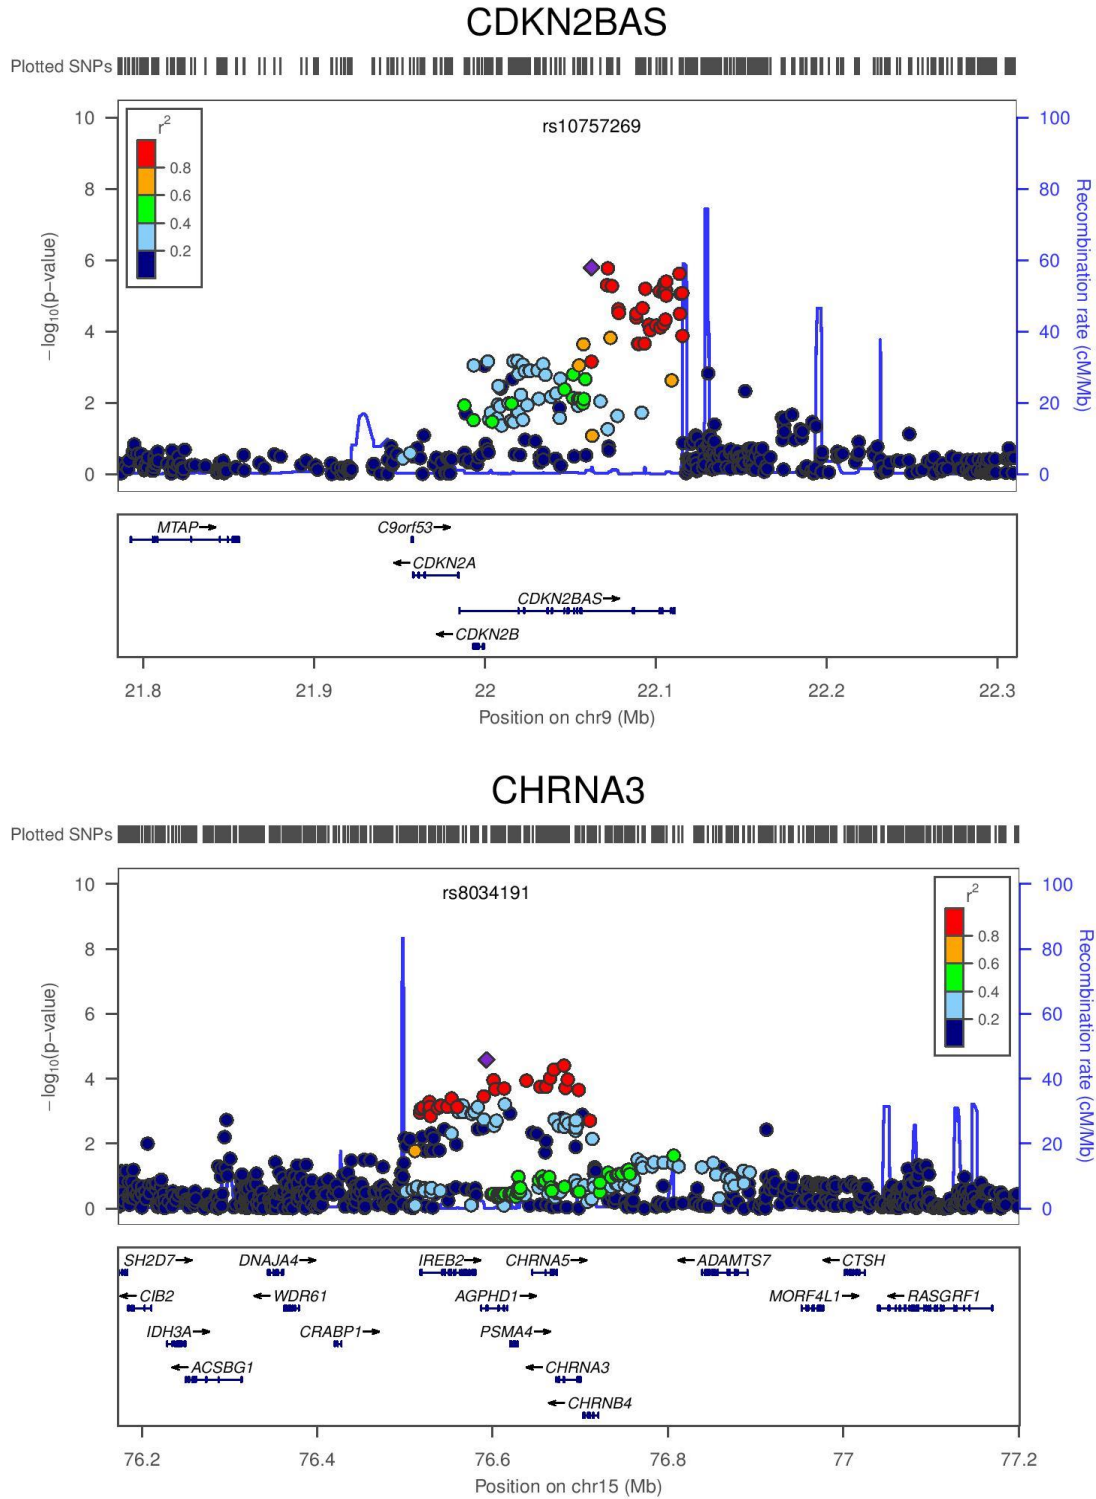 CDKN2BAS
Plotted SNPs
rs10757269
r2
0.8
0.6
0.4
0.2
10
8
6
4
2
0
−log10(p−value)
100
80
60
40
20
0
Recombination rate (cM/Mb)
MTAP
C9orf53
CDKN2A
CDKN2BAS
CDKN2B
21.8 21.9 22 22.1 22.2 22.3
Position on chr9 (Mb)
CHRNA3
Plotted SNPs
rs8034191
r2
0.8
0.6
0.4
0.2
10
8
6
4
2
0
−log10(p−value)
100
80
60
40
20
0
Recombination rate (cM/Mb)
SH2D7 DNAJA4 IREB2 CHRNA5 ADAMTS7 CTSH
CIB2 WDR61 AGPHD1 MORF4L1 RASGRF1
IDH3A CRABP1 PSMA4
ACSBG1 CHRNA3
CHRNB4
76.2 76.4 76.6 76.8 77 77.2
Position on chr15 (Mb)